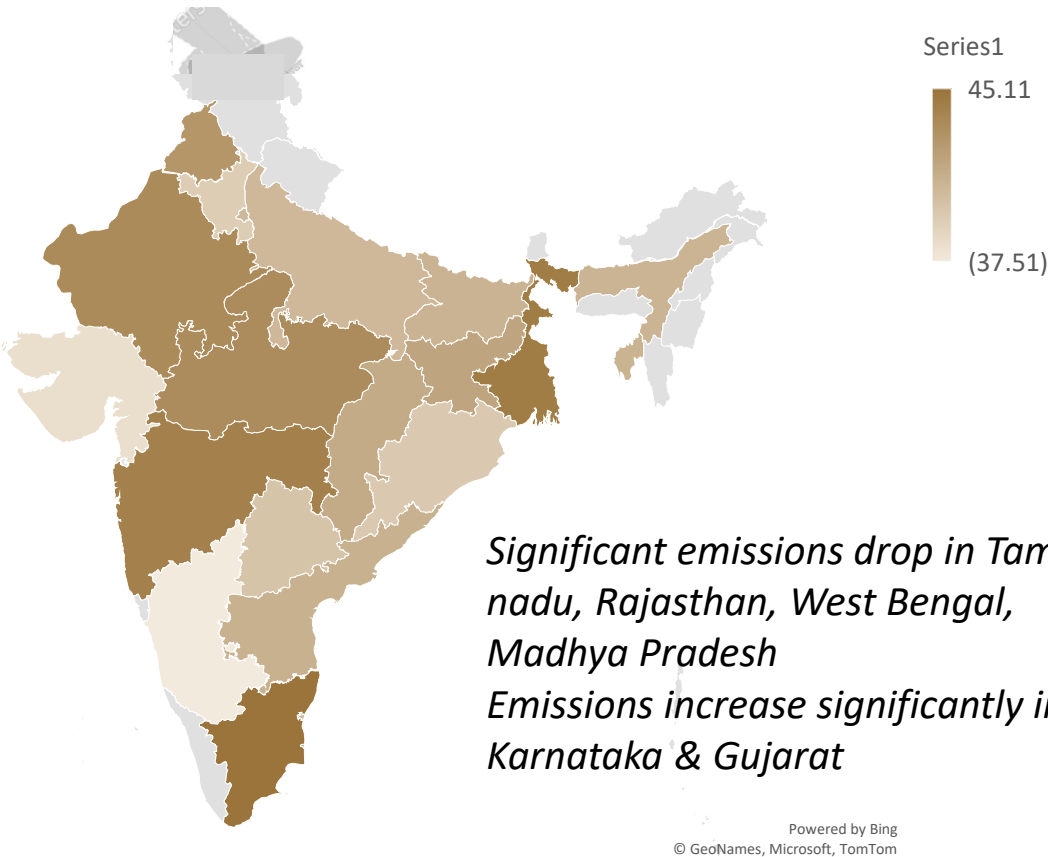 Series1
45.11
(37.51)
Significant emissions drop in Tam
nadu, Rajasthan, West Bengal,
Madhya Pradesh
Emissions increase significantly in
Karnataka & Gujarat
Powered by Bing
© GeoNames, Microsoft, TomTom